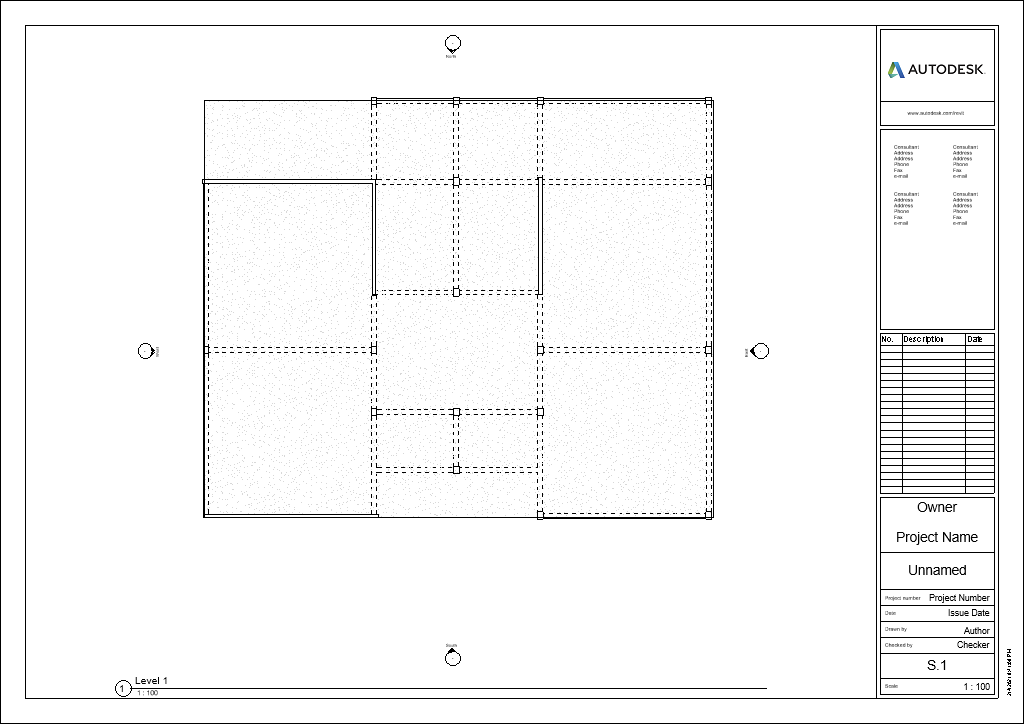 North
East
West
South
1
Level 1
1 : 100
AUTODESK
www.autodesk.com/revit
Consultant
Address
Address
Phone
Fax
e-mail
Consultant
Address
Address
Phone
Fax
e-mail
Consultant
Address
Address
Phone
Fax
e-mail
Consultant
Address
Address
Phone
Fax
e-mail
No. Description Date
Owner
Project Name
Unnamed
Project number Project Number
Date Issue Date
Drawn by Author
Checked by Checker
S.1
Scale 1 : 100